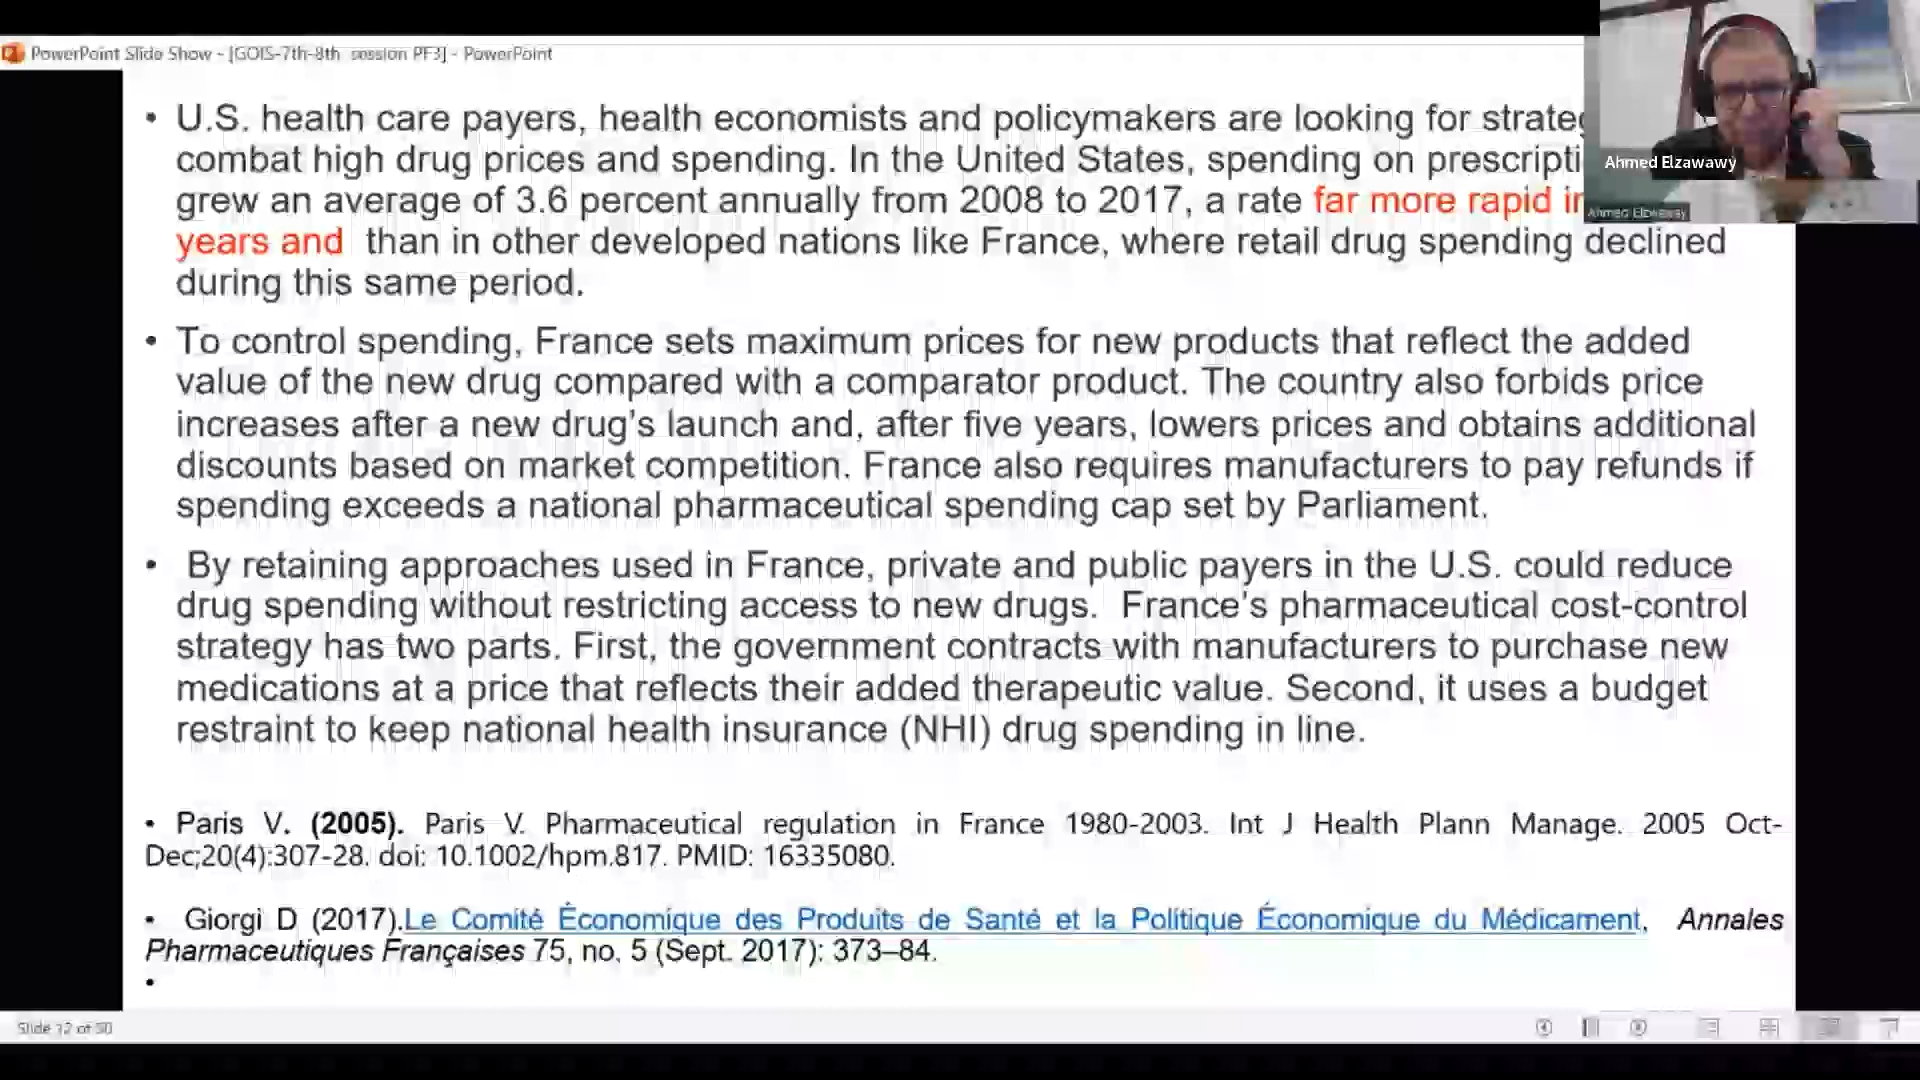 PowerPoint Slide Show - [GOIS-7th-8th session PF3] - PowerPoint
• U.S. health care payers, health economists and policymakers are looking for
combat high drug prices and spending. In the United States, spending on
grew an average of 3.6 percent annually from 2008 to 2017, a rate far more rapid
years and than in other developed nations like France, where retail drug spending declined
during this same period.
• To control spending, France sets maximum prices for new products that reflect the added
value of the new drug compared with a comparator product. The country also forbids price
increases after a new drug's launch and, after five years, lowers prices and obtains additional
discounts based on market competition. France also requires manufacturers to pay refunds if
spending exceeds a national pharmaceutical spending cap set by Parliament.
• By retaining approaches used in France, private and public payers in the U.S. could reduce
drug spending without restricting access to new drugs. France's pharmaceutical cost-control
strategy has two parts. First, the government contracts with manufacturers to purchase new
medications at a price that reflects their added therapeutic value. Second, it uses a budget
restraint to keep national health insurance (NHI) drug spending in line.
• Paris V. (2005). Paris V. Pharmaceutical regulation in France 1980-2003. Int J Health Plann Manage. 2005 Oct-
Dec;20(4):307-28. doi: 10.1002/hpm.817. PMID: 16335080.
• Giorgi D (2017).Le Comité Économique des Produits de Santé et la Politique Économique du Médicament, Annales
Pharmaceutiques Françaises 75, no. 5 (Sept. 2017): 373–84.
•
Ahmed Elzawawy
Ahmed Elzawawy
Slide 12 of